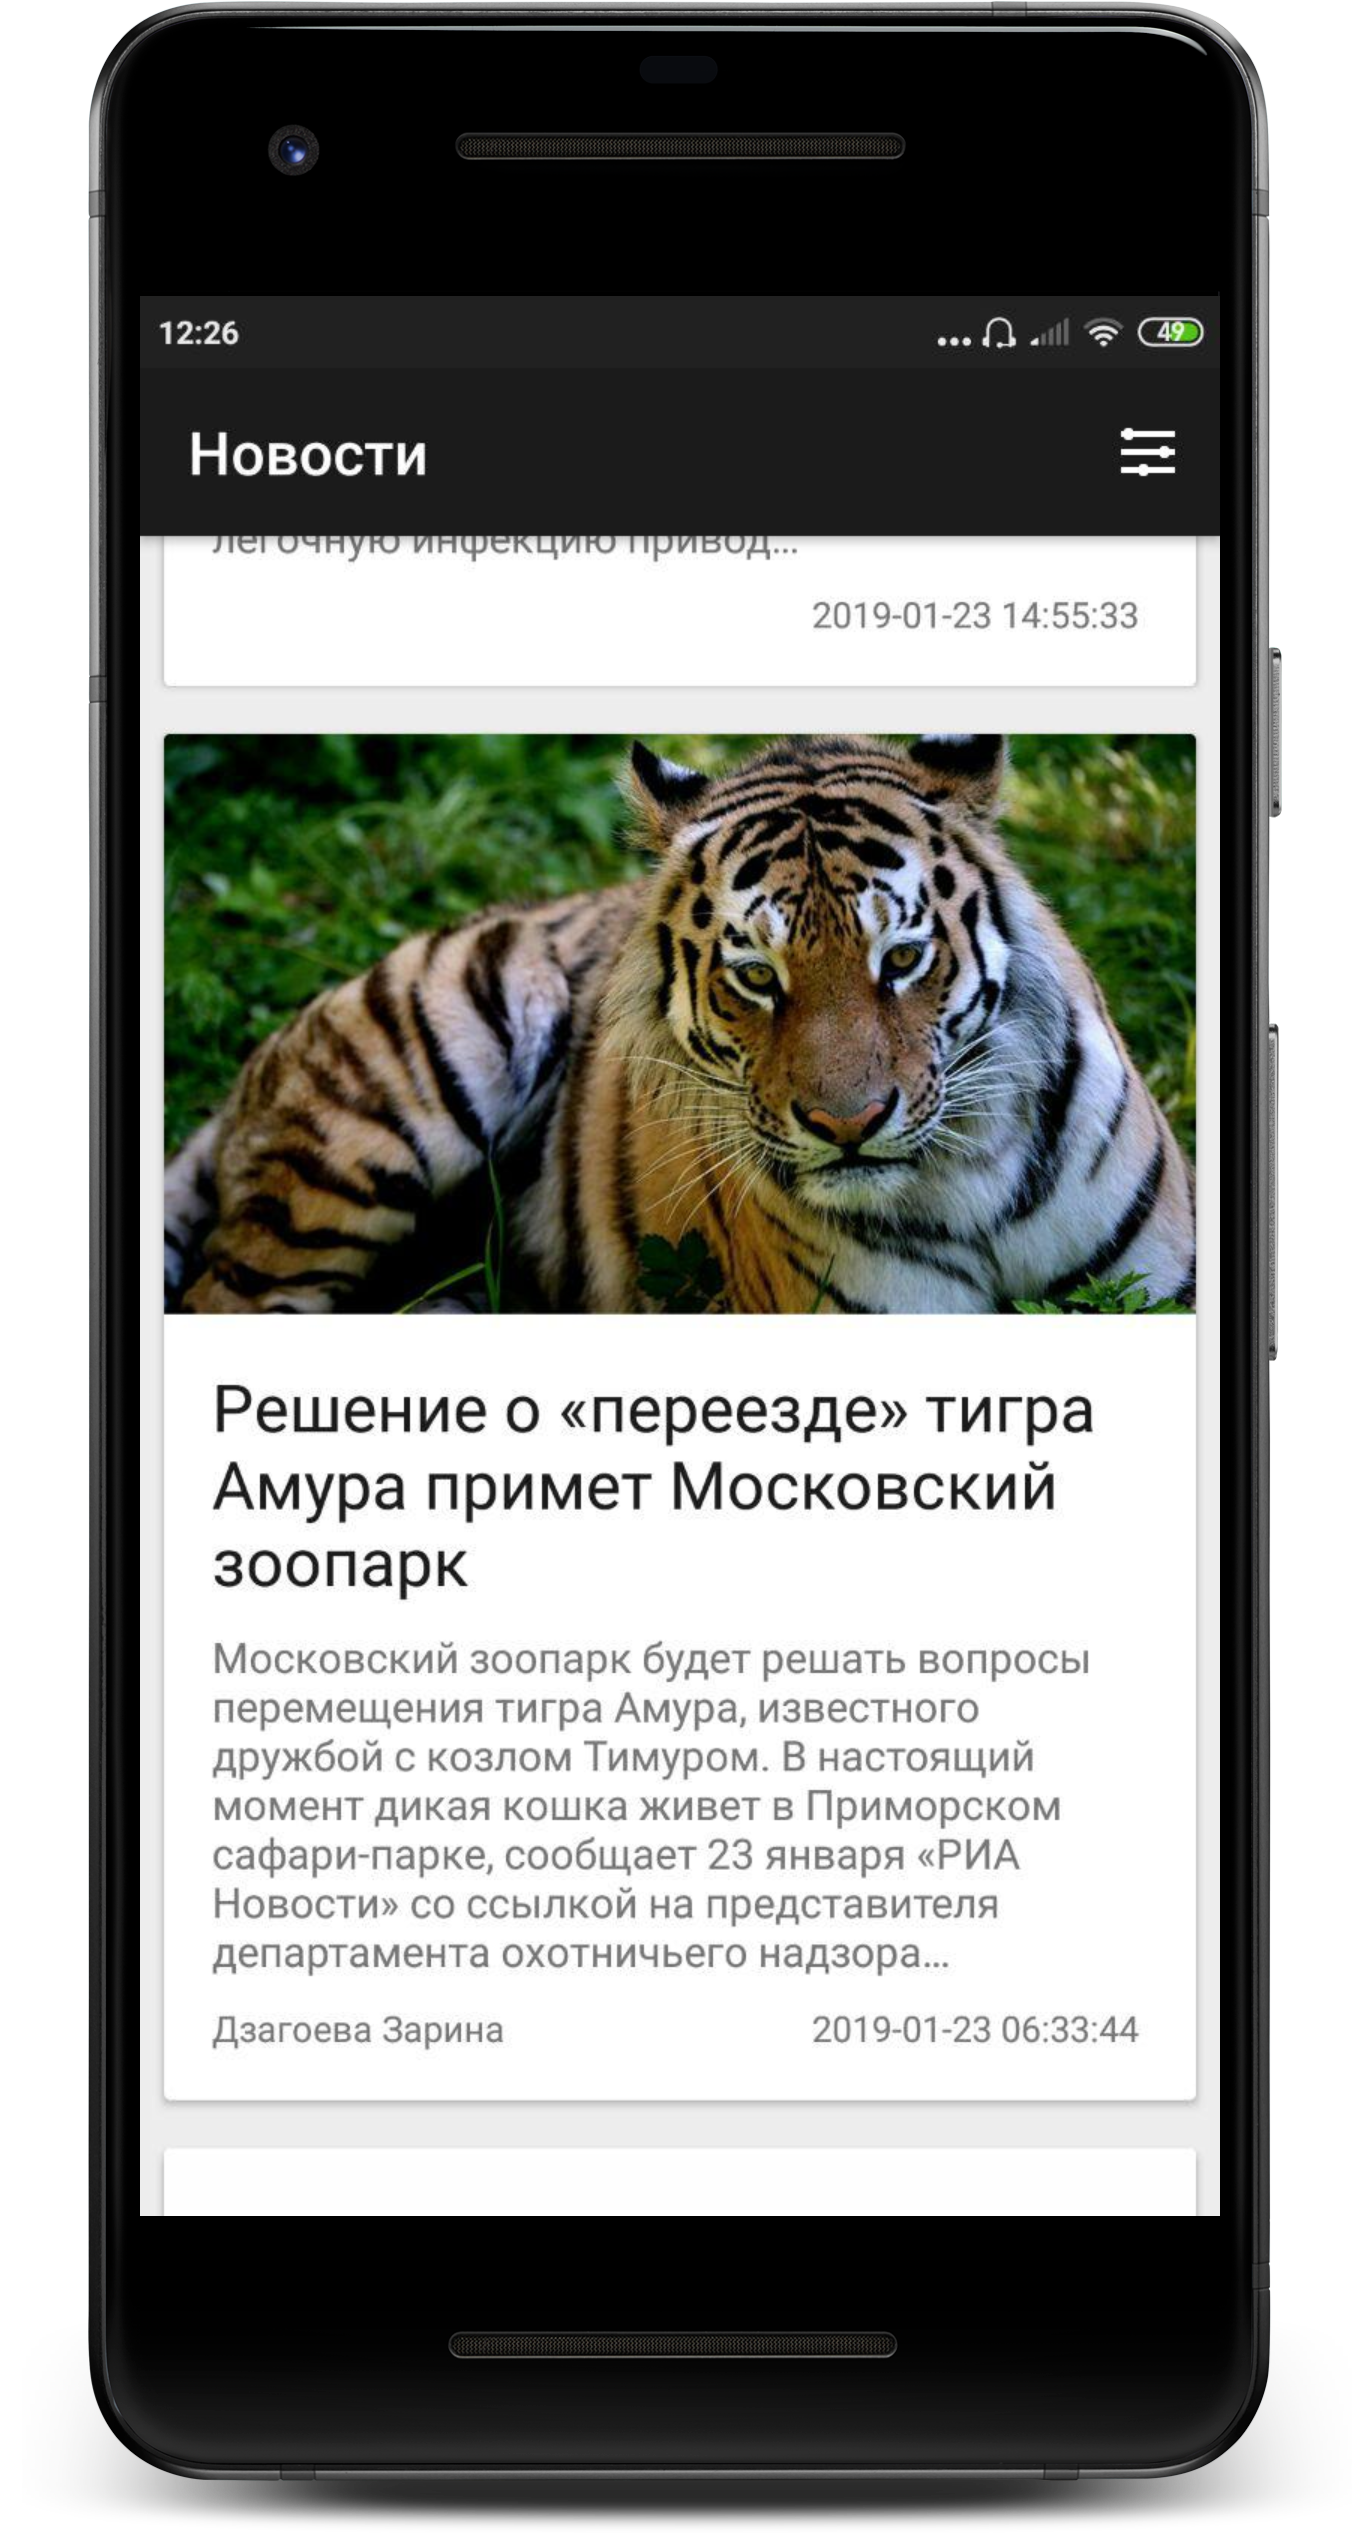 12:26
49
Новости
легочную инфекцию привод...
2019-01-23 14:55:33
Решение о «переезде» тигра
Амура примет Московский
зоопарк
Московский зоопарк будет решать вопросы
перемещения тигра Амура, известного
дружбой с козлом Тимуром. В настоящий
момент дикая кошка живет в Приморском
сафари-парке, сообщает 23 января «РИА
Новости» со ссылкой на представителя
департамента охотничьего надзора...
Дзагоева Зарина
2019-01-23 06:33:44